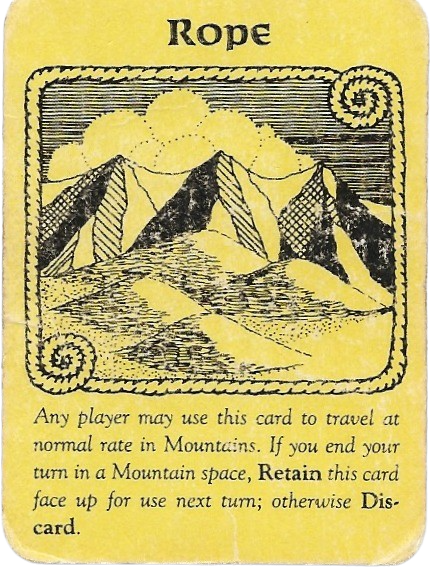 Rope
Any player may use this card to travel at
normal rate in Mountains. If you end your
turn in a Mountain space, Retain this card
face up for use next turn; otherwise Dis-
card.